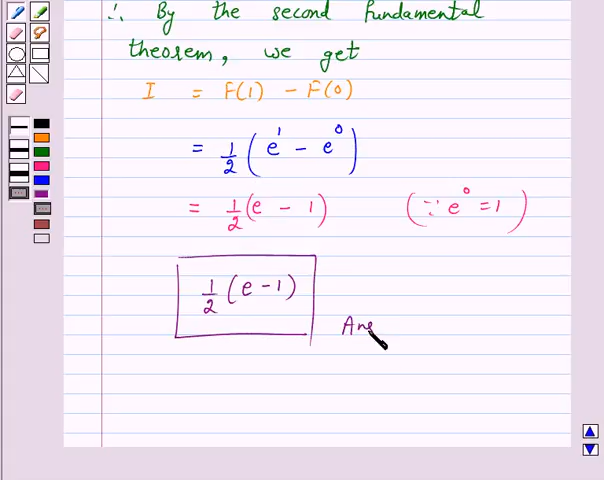 ∴ By the second fundamental
theorem, we get
I = F(1) - F(0)
= 1/2 (e¹ - e⁰)
= 1/2 (e - 1) (∵ e⁰ = 1)
1/2 (e - 1)
Ans